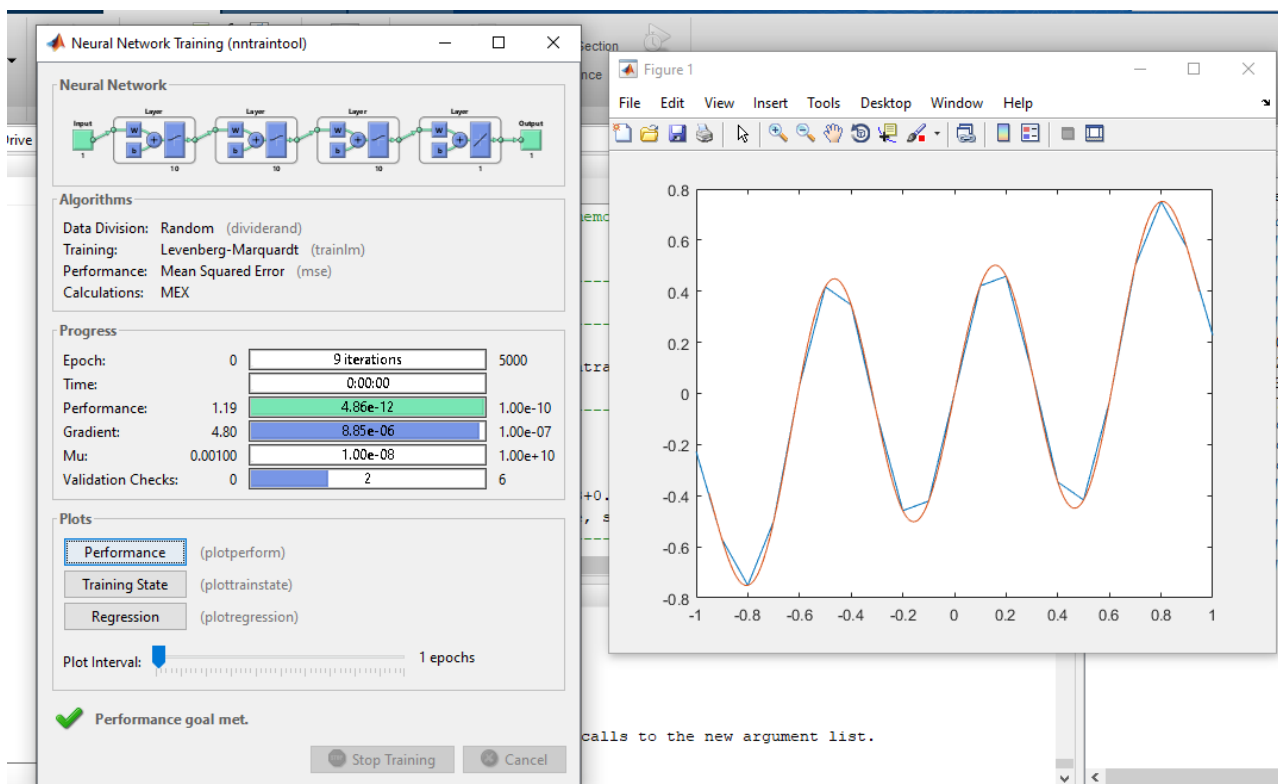 Section
nce
Drive
Neural Network Training (nntraintool)
Neural Network
Input
Layer
Layer
Layer
Layer
Output
W
b
W
b
W
b
W
b
1
10
10
10
1
1
Algorithms
Data Division: Random (dividerand)
Training: Levenberg-Marquardt (trainlm)
Performance: Mean Squared Error (mse)
Calculations: MEX
Progress
Epoch: 0 9 iterations 5000
Time: 0:00:00
Performance: 1.19 4.86e-12 1.00e-10
Gradient: 4.80 8.85e-06 1.00e-07
Mu: 0.00100 1.00e-08 1.00e+10
Validation Checks: 0 2 6
Plots
Performance (plotperform)
Training State (plottrainstate)
Regression (plotregression)
Plot Interval: 1 epochs
Performance goal met.
Stop Training Cancel
emo
tra
+0.
, s
calls to the new argument list.
Figure 1
File Edit View Insert Tools Desktop Window Help
0.8
0.6
0.4
0.2
0
-0.2
-0.4
-0.6
-0.8
-1 -0.8 -0.6 -0.4 -0.2 0 0.2 0.4 0.6 0.8 1